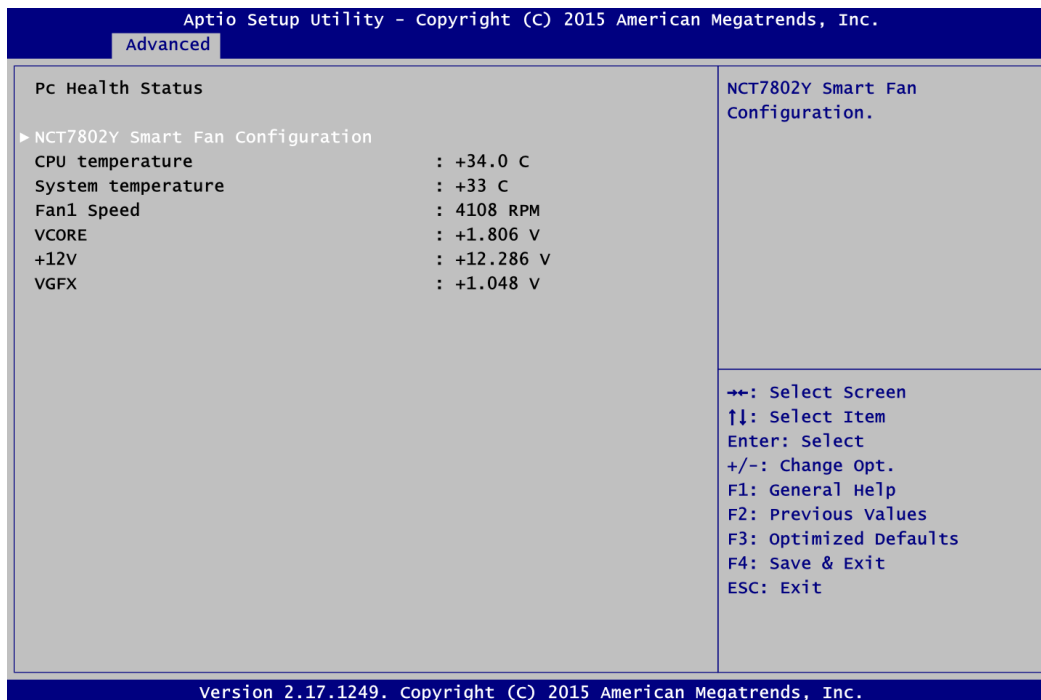 Aptio Setup Utility - Copyright (C) 2015 American Megatrends, Inc.
Advanced
Pc Health Status
►NCT7802Y Smart Fan Configuration
CPU temperature : +34.0 C
System temperature : +33 C
Fan1 Speed : 4108 RPM
VCORE : +1.806 V
+12V : +12.286 V
VGFX : +1.048 V
NCT7802Y Smart Fan
Configuration.
→←: Select Screen
↑↓: Select Item
Enter: Select
+/-: Change Opt.
F1: General Help
F2: Previous Values
F3: Optimized Defaults
F4: Save & Exit
ESC: Exit
Version 2.17.1249. Copyright (C) 2015 American Megatrends, Inc.